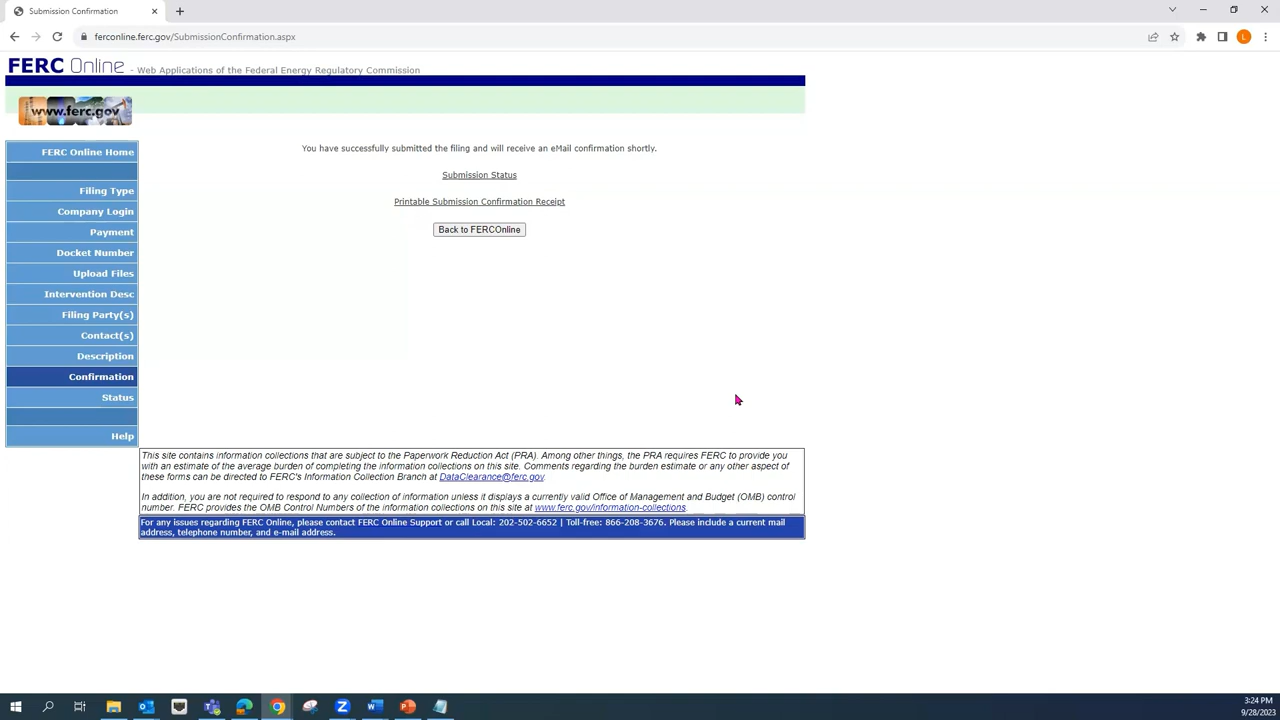 Submission Confirmation
ferconline.ferc.gov/SubmissionConfirmation.aspx
L
FERC Online - Web Applications of the Federal Energy Regulatory Commission
www.ferc.gov
FERC Online Home
Filing Type
Company Login
Payment
Docket Number
Upload Files
Intervention Desc
Filing Party(s)
Contact(s)
Description
Confirmation
Status
Help
You have successfully submitted the filing and will receive an eMail confirmation shortly.
Submission Status
Printable Submission Confirmation Receipt
Back to FERCOnline
This site contains information collections that are subject to the Paperwork Reduction Act (PRA). Among other things, the PRA requires FERC to provide you
with an estimate of the average burden of completing the information collections on this site. Comments regarding the burden estimate or any other aspect of
these forms can be directed to FERC's Information Collection Branch at DataClearance@ferc.gov.
In addition, you are not required to respond to any collection of information unless it displays a currently valid Office of Management and Budget (OMB) control
number. FERC provides the OMB Control Numbers of the information collections on this site at www.ferc.gov/information-collections.
For any issues regarding FERC Online, please contact FERC Online Support or call Local: 202-502-6652 | Toll-free: 866-208-3676. Please include a current mail
address, telephone number, and e-mail address.
3:24 PM
9/28/2023